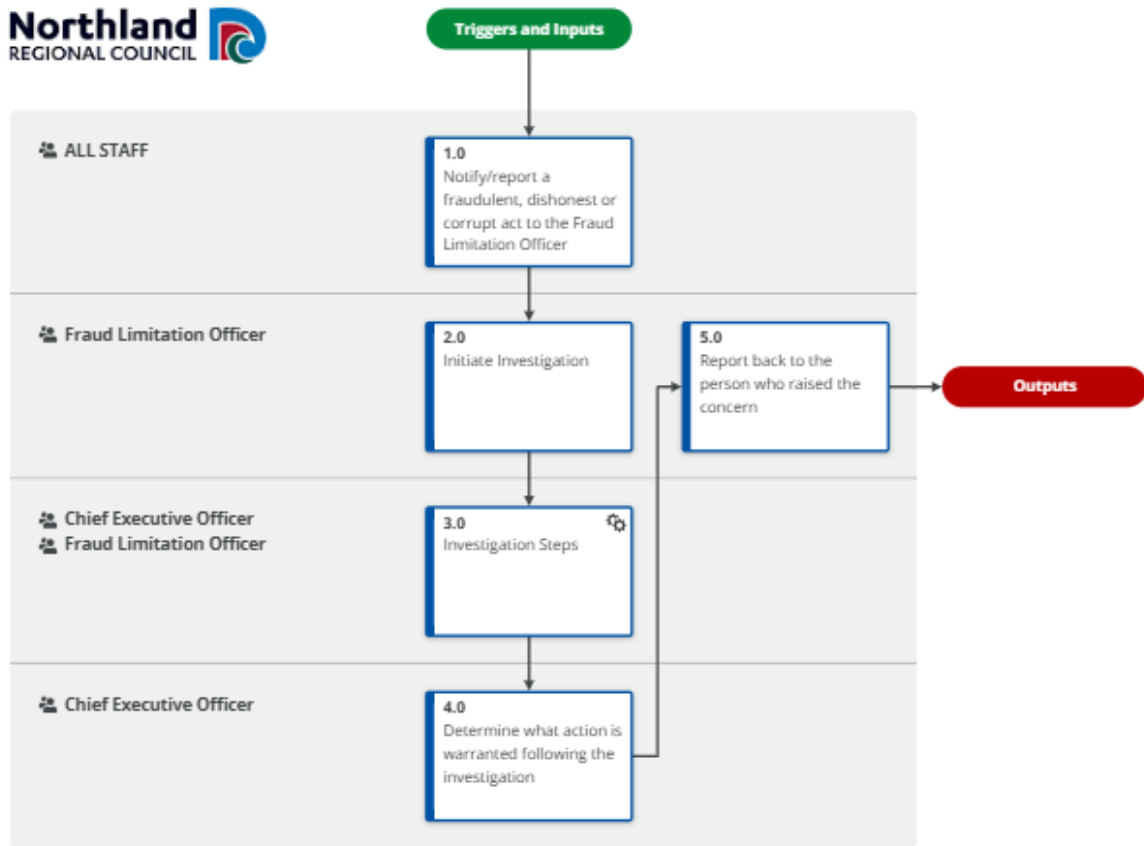 Northland
REGIONAL COUNCIL
Triggers and Inputs
ALL STAFF
1.0
Notify/report a
fraudulent, dishonest or
corrupt act to the Fraud
Limitation Officer
Fraud Limitation Officer
2.0
Initiate Investigation
5.0
Report back to the
person who raised the
concern
Outputs
Chief Executive Officer
Fraud Limitation Officer
3.0
Investigation Steps
Chief Executive Officer
4.0
Determine what action is
warranted following the
investigation